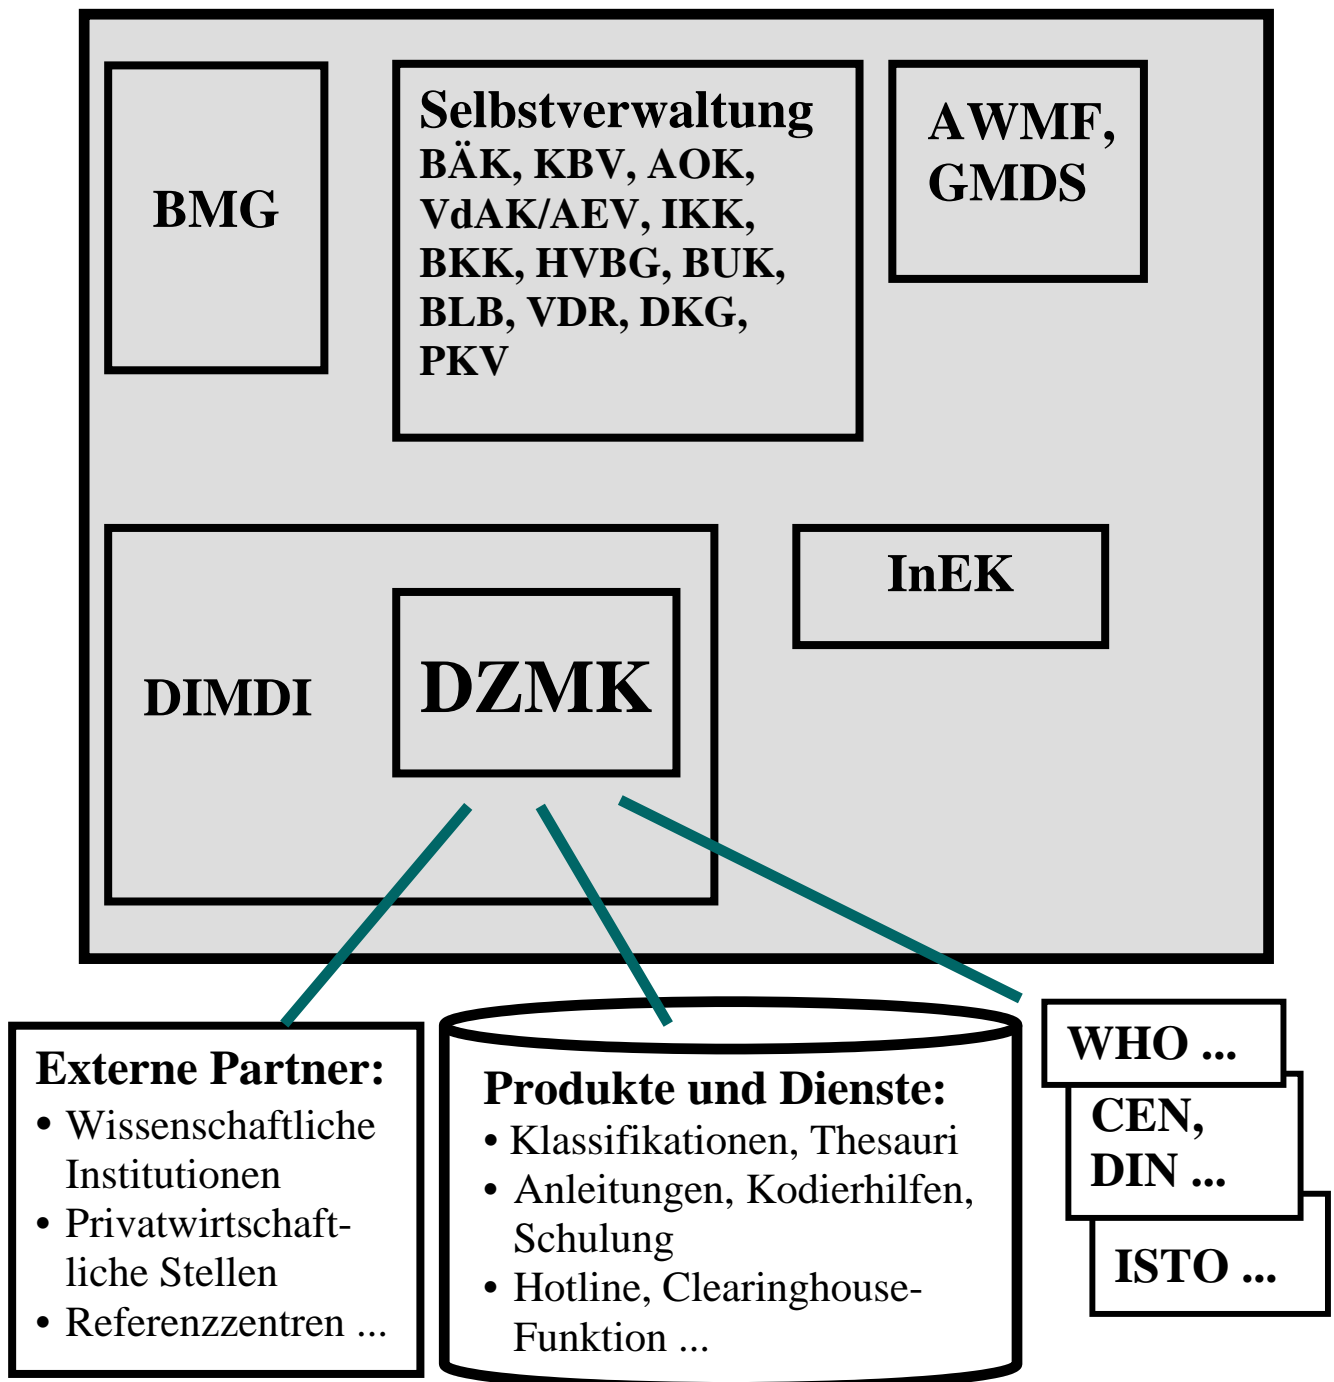 BMG
Selbstverwaltung
BÄK, KBV, AOK,
VdAK/AEV, IKK,
BKK, HVBG, BUK,
BLB, VDR, DKG,
PKV
AWMF,
GMDS
DIMDI
DZMK
InEK
Externe Partner:
• Wissenschaftliche
Institutionen
• Privatwirtschaft-
liche Stellen
• Referenzzentren ...
Produkte und Dienste:
• Klassifikationen, Thesauri
• Anleitungen, Kodierhilfen,
Schulung
• Hotline, Clearinghouse-
Funktion ...
WHO ...
CEN,
DIN ...
ISTO ...